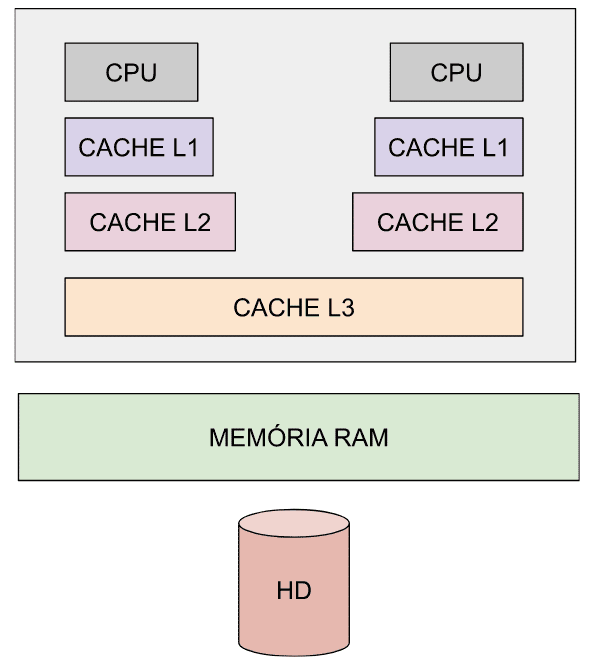 CPU
CPU
CACHE L1
CACHE L1
CACHE L2
CACHE L2
CACHE L3
MEMÓRIA RAM
HD